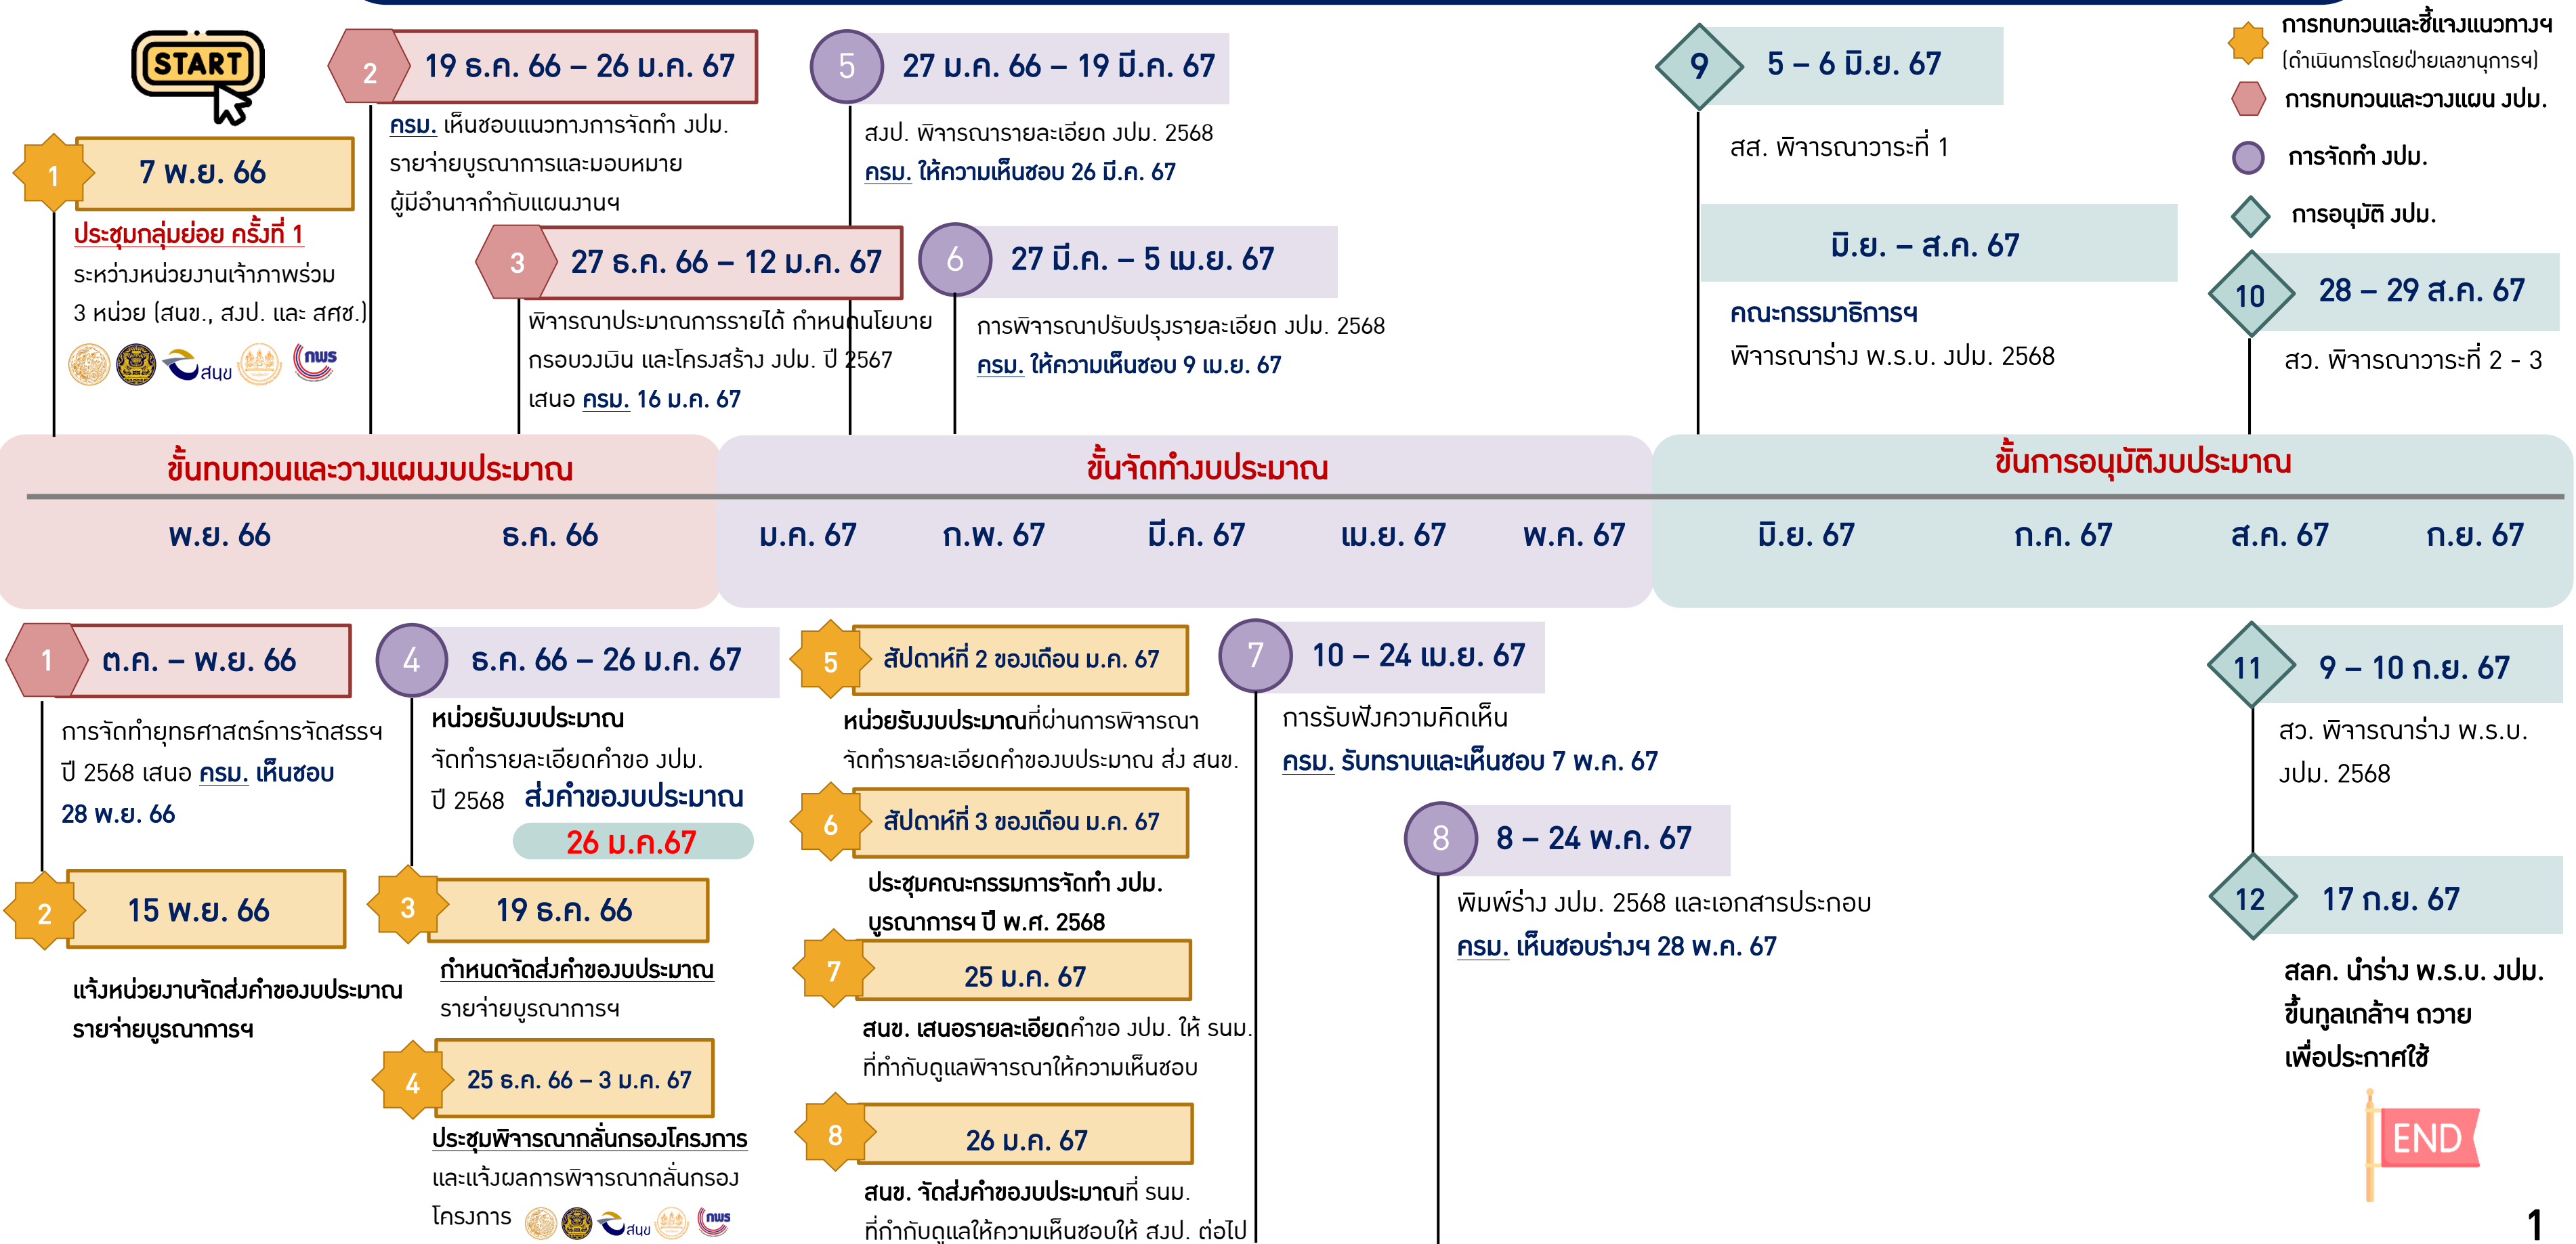 START
1
7 พ.ย. 66
ประชุมกลุ่มย่อย ครั้งที่ 1
ระหว่างหน่วยงานเจ้าภาพร่วม
3 หน่วย (สนข., สงป. และ สศช.)
สนข
กพร
2
19 ธ.ค. 66 – 26 ม.ค. 67
ครม. เห็นชอบแนวทางการจัดทำ งปม.
รายจ่ายบูรณาการและมอบหมาย
ผู้มีอำนาจกำกับแผนงานฯ
3
27 ธ.ค. 66 – 12 ม.ค. 67
พิจารณาประมาณการรายได้ กำหนดนโยบาย
กรอบวงเงิน และโครงสร้าง งปม. ปี 2567
เสนอ ครม. 16 ม.ค. 67
5
27 ม.ค. 66 – 19 มี.ค. 67
สงป. พิจารณารายละเอียด งปม. 2568
ครม. ให้ความเห็นชอบ 26 มี.ค. 67
6
27 มี.ค. – 5 เม.ย. 67
การพิจารณาปรับปรุงรายละเอียด งปม. 2568
ครม. ให้ความเห็นชอบ 9 เม.ย. 67
9
5 – 6 มิ.ย. 67
สส. พิจารณาวาระที่ 1
มิ.ย. – ส.ค. 67
คณะกรรมาธิการฯ
พิจารณาร่าง พ.ร.บ. งปม. 2568
การทบทวนและชี้แจงแนวทางฯ
(ดำเนินการโดยฝ่ายเลขานุการฯ)
การทบทวนและวางแผน งปม.
การจัดทำ งปม.
การอนุมัติ งปม.
10
28 – 29 ส.ค. 67
สว. พิจารณาวาระที่ 2 - 3
ขั้นทบทวนและวางแผนงบประมาณ
ขั้นจัดทำงบประมาณ
ขั้นการอนุมัติงบประมาณ
พ.ย. 66
ธ.ค. 66
ม.ค. 67
ก.พ. 67
มี.ค. 67
เม.ย. 67
พ.ค. 67
มิ.ย. 67
ก.ค. 67
ส.ค. 67
ก.ย. 67
1
ต.ค. – พ.ย. 66
การจัดทำยุทธศาสตร์การจัดสรรฯ
ปี 2568 เสนอ ครม. เห็นชอบ
28 พ.ย. 66
2
15 พ.ย. 66
แจ้งหน่วยงานจัดส่งคำของบประมาณ
รายจ่ายบูรณาการฯ
4
ธ.ค. 66 – 26 ม.ค. 67
หน่วยรับงบประมาณ
จัดทำรายละเอียดคำขอ งปม.
ปี 2568 ส่งคำของบประมาณ
26 ม.ค.67
3
19 ธ.ค. 66
กำหนดจัดส่งคำของบประมาณ
รายจ่ายบูรณาการฯ
4
25 ธ.ค. 66 – 3 ม.ค. 67
ประชุมพิจารณากลั่นกรองโครงการ
และแจ้งผลการพิจารณากลั่นกรอง
โครงการ
สนข
กพร
5
สัปดาห์ที่ 2 ของเดือน ม.ค. 67
หน่วยรับงบประมาณที่ผ่านการพิจารณา
จัดทำรายละเอียดคำของบประมาณ ส่ง สนข.
6
สัปดาห์ที่ 3 ของเดือน ม.ค. 67
ประชุมคณะกรรมการจัดทำ งปม.
บูรณาการฯ ปี พ.ศ. 2568
7
25 ม.ค. 67
สนข. เสนอรายละเอียดคำขอ งปม. ให้ รนม.
ที่กำกับดูแลพิจารณาให้ความเห็นชอบ
8
26 ม.ค. 67
สนข. จัดส่งคำของบประมาณที่ รนม.
ที่กำกับดูแลให้ความเห็นชอบให้ สงป. ต่อไป
7
10 – 24 เม.ย. 67
การรับฟังความคิดเห็น
ครม. รับทราบและเห็นชอบ 7 พ.ค. 67
8
8 – 24 พ.ค. 67
พิมพ์ร่าง งปม. 2568 และเอกสารประกอบ
ครม. เห็นชอบร่างฯ 28 พ.ค. 67
11
9 – 10 ก.ย. 67
สว. พิจารณาร่าง พ.ร.บ.
งปม. 2568
12
17 ก.ย. 67
สลค. นำร่าง พ.ร.บ. งปม.
ขึ้นทูลเกล้าฯ ถวาย
เพื่อประกาศใช้
END
1